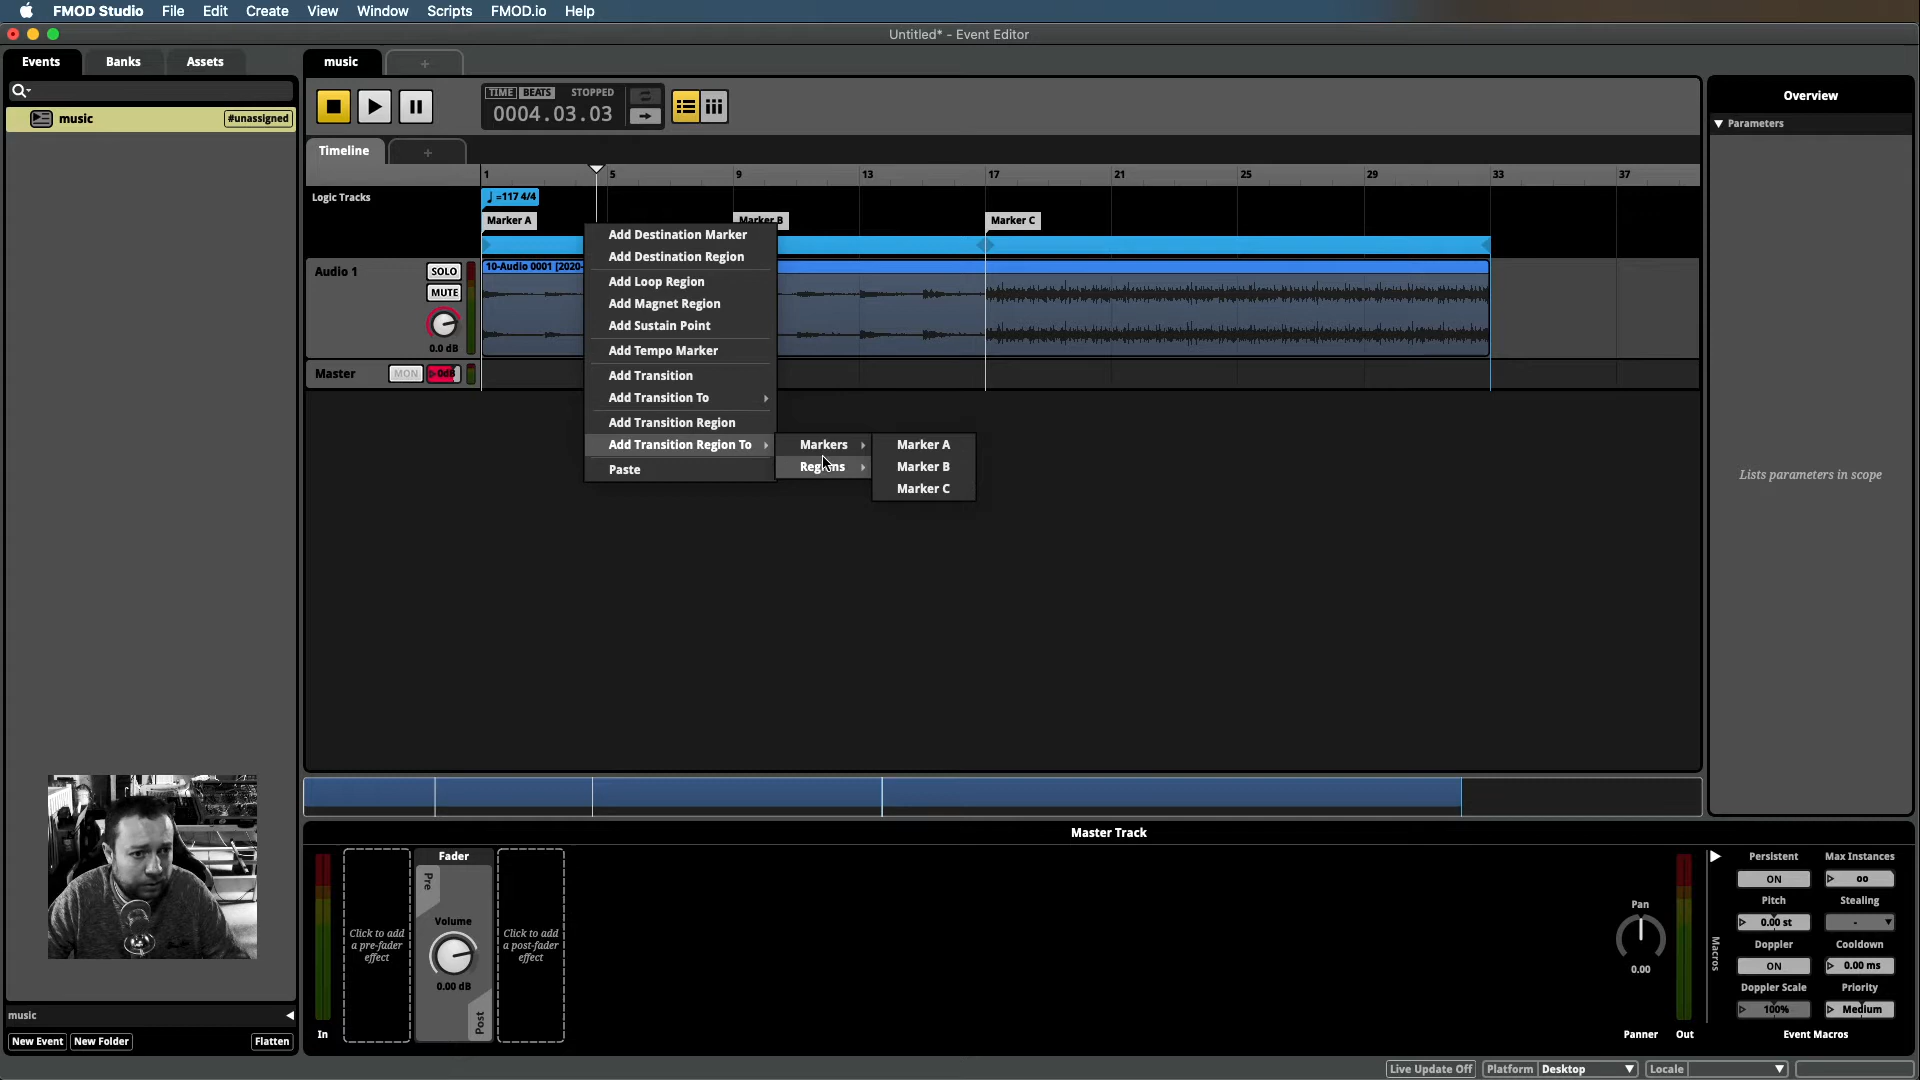 FMOD Studio File Edit Create View Window Scripts FMOD.io Help
Untitled* - Event Editor
Events Banks Assets
music #unassigned
music +
TIME BEATS STOPPED
0004.03.03
Timeline +
1 5 9 13 17 21 25 29 33 37
Logic Tracks
=117 4/4
Marker A Marker B Marker C
Audio 1 SOLO
MUTE
0.0 dB
10-Audio 0001 [2020-
Master MON 0dB
Add Destination Marker
Add Destination Region
Add Loop Region
Add Magnet Region
Add Sustain Point
Add Tempo Marker
Add Transition
Add Transition To
Add Transition Region
Add Transition Region To
Paste
Markers
Regions
Marker A
Marker B
Marker C
Overview
Parameters
Lists parameters in scope
Master Track
In
Click to add
a pre-fader
effect
Fader
Pre
Volume
0.00 dB
Post
Click to add
a post-fader
effect
Pan
0.00
Panner
Out
Macros
Persistent Max Instances
ON oo
Pitch Stealing
0.00 st -
Doppler Cooldown
ON 0.00 ms
Doppler Scale Priority
100% Medium
Event Macros
music
New Event New Folder Flatten
Live Update Off Platform Desktop Locale